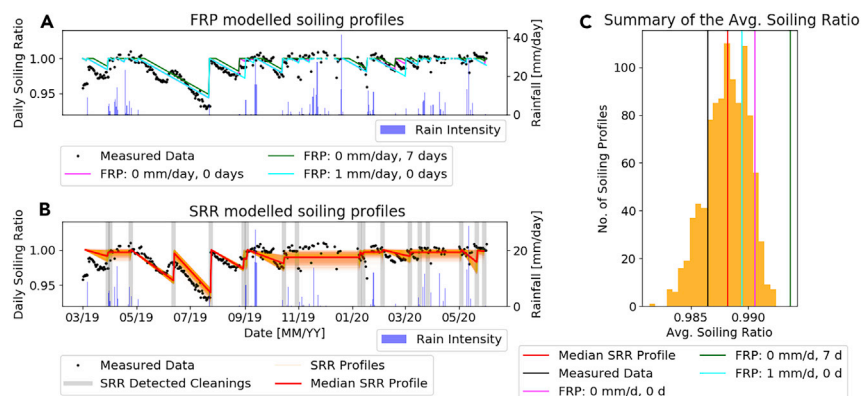 A
FRP modelled soiling profiles
Daily Soiling Ratio
1.00
0.95
40
20
0
Rainfall [mm/day]
Rain Intensity
Measured Data
FRP: 0 mm/day, 0 days
FRP: 0 mm/day, 7 days
FRP: 1 mm/day, 0 days
B
SRR modelled soiling profiles
Daily Soiling Ratio
1.00
0.95
20
0
Rainfall [mm/day]
03/19 05/19 07/19 09/19 11/19 01/20 03/20 05/20
Date [MM/YY]
Rain Intensity
Measured Data
SRR Detected Cleanings
SRR Profiles
Median SRR Profile
C
Summary of the Avg. Soiling Ratio
No. of Soiling Profiles
100
80
60
40
20
0
0.985 0.990
Avg. Soiling Ratio
Median SRR Profile
Measured Data
FRP: 0 mm/d, 0 d
FRP: 0 mm/d, 7 d
FRP: 1 mm/d, 0 d